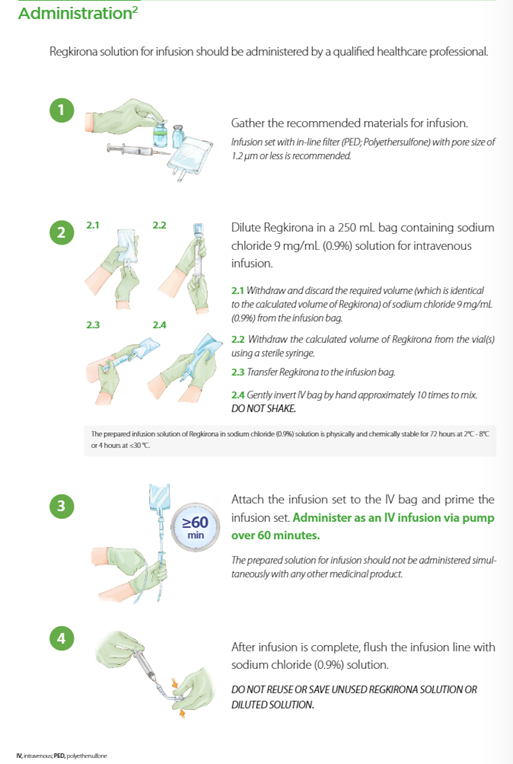 Administration2
Regkirona solution for infusion should be administered by a qualified healthcare professional.
1
Gather the recommended materials for infusion.
Infusion set with in-line filter (PED; Polyethersulfone) with pore size of
1.2 μm or less is recommended.
2
2.1
2.2
2.3
2.4
Dilute Regkirona in a 250 mL bag containing sodium
chloride 9 mg/mL (0.9%) solution for intravenous
infusion.
2.1 Withdraw and discard the required volume (which is identical
to the calculated volume of Regkirona) of sodium chloride 9 mg/mL
(0.9%) from the infusion bag.
2.2 Withdraw the calculated volume of Regkirona from the vial(s)
using a sterile syringe.
2.3 Transfer Regkirona to the infusion bag.
2.4 Gently invert IV bag by hand approximately 10 times to mix.
DO NOT SHAKE.
The prepared infusion solution of Regkirona in sodium chloride (0.9%) solution is physically and chemically stable for 72 hours at 2°C - 8°C
or 4 hours at <30 °C.
3
≥60
min
Attach the infusion set to the IV bag and prime the
infusion set. Administer as an IV infusion via pump
over 60 minutes.
The prepared solution for infusion should not be administered simul-
taneously with any other medicinal product.
4
After infusion is complete, flush the infusion line with
sodium chloride (0.9%) solution.
DO NOT REUSE OR SAVE UNUSED REGKIRONA SOLUTION OR
DILUTED SOLUTION.
IV, intravenous; PED, polyethersulfone